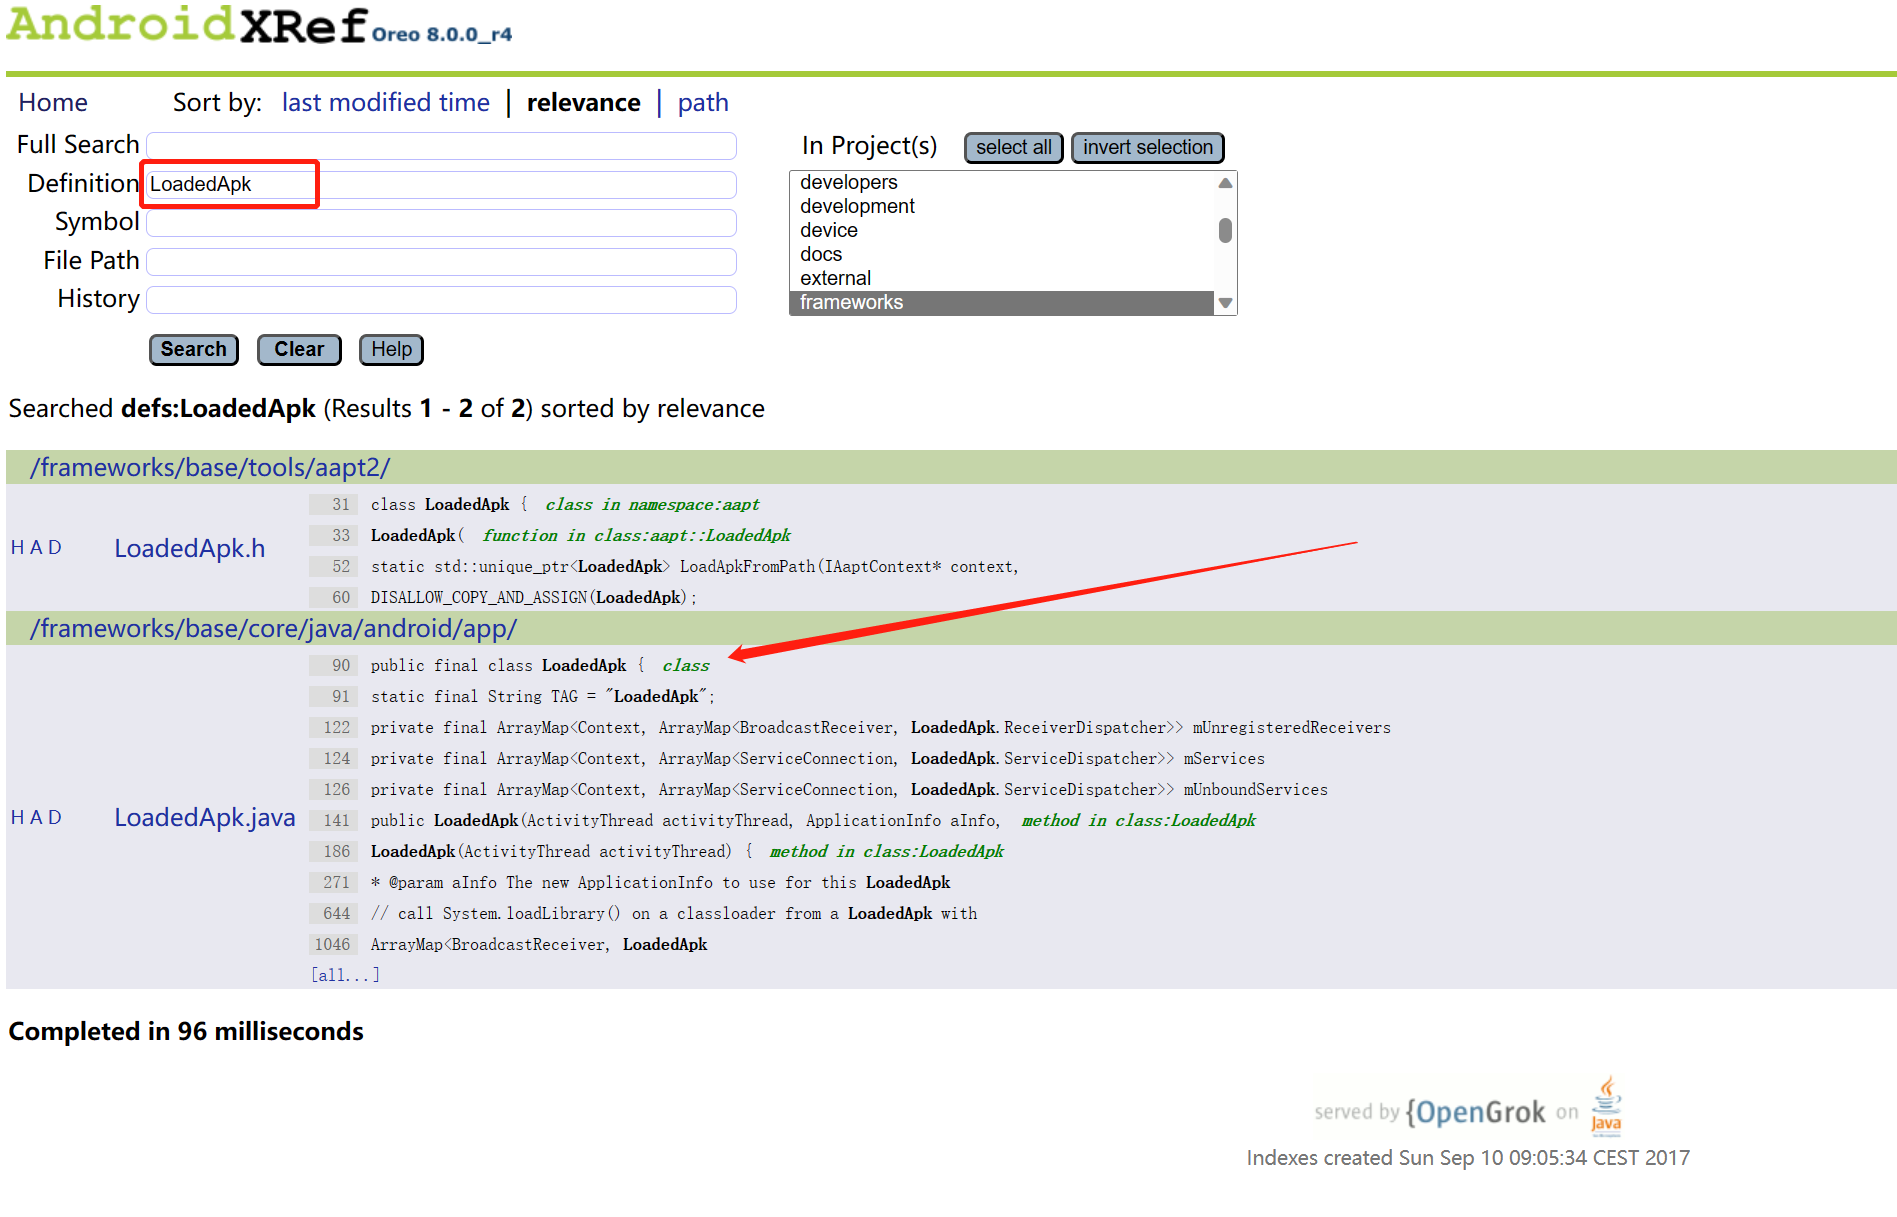 AndroidXRef Oreo 8.0.0_r4
Home Sort by: last modified time | relevance | path
Full Search
Definition LoadedApk
Symbol
File Path
History
In Project(s) select all invert selection
developers
development
device
docs
external
frameworks
Search Clear Help
Searched defs:LoadedApk (Results 1 - 2 of 2) sorted by relevance
/frameworks/base/tools/aapt2/
H A D LoadedApk.h
31 class LoadedApk { class in namespace:aapt
33 LoadedApk( function in class:aapt::LoadedApk
52 static std::unique_ptr<LoadedApk> LoadApkFromPath(IAaptContext* context,
60 DISALLOW_COPY_AND_ASSIGN(LoadedApk);
/frameworks/base/core/java/android/app/
H A D LoadedApk.java
90 public final class LoadedApk { class
91 static final String TAG = "LoadedApk";
122 private final ArrayMap<Context, ArrayMap<BroadcastReceiver, LoadedApk.ReceiverDispatcher>> mUnregisteredReceivers
124 private final ArrayMap<Context, ArrayMap<ServiceConnection, LoadedApk.ServiceDispatcher>> mServices
126 private final ArrayMap<Context, ArrayMap<ServiceConnection, LoadedApk.ServiceDispatcher>> mUnboundServices
141 public LoadedApk(ActivityThread activityThread, ApplicationInfo aInfo, method in class:LoadedApk
186 LoadedApk(ActivityThread activityThread) { method in class:LoadedApk
271 * @param aInfo The new ApplicationInfo to use for this LoadedApk
644 // call System.loadLibrary() on a classloader from a LoadedApk with
1046 ArrayMap<BroadcastReceiver, LoadedApk
[all...]
Completed in 96 milliseconds
served by {OpenGrok on Java
Indexes created Sun Sep 10 09:05:34 CEST 2017